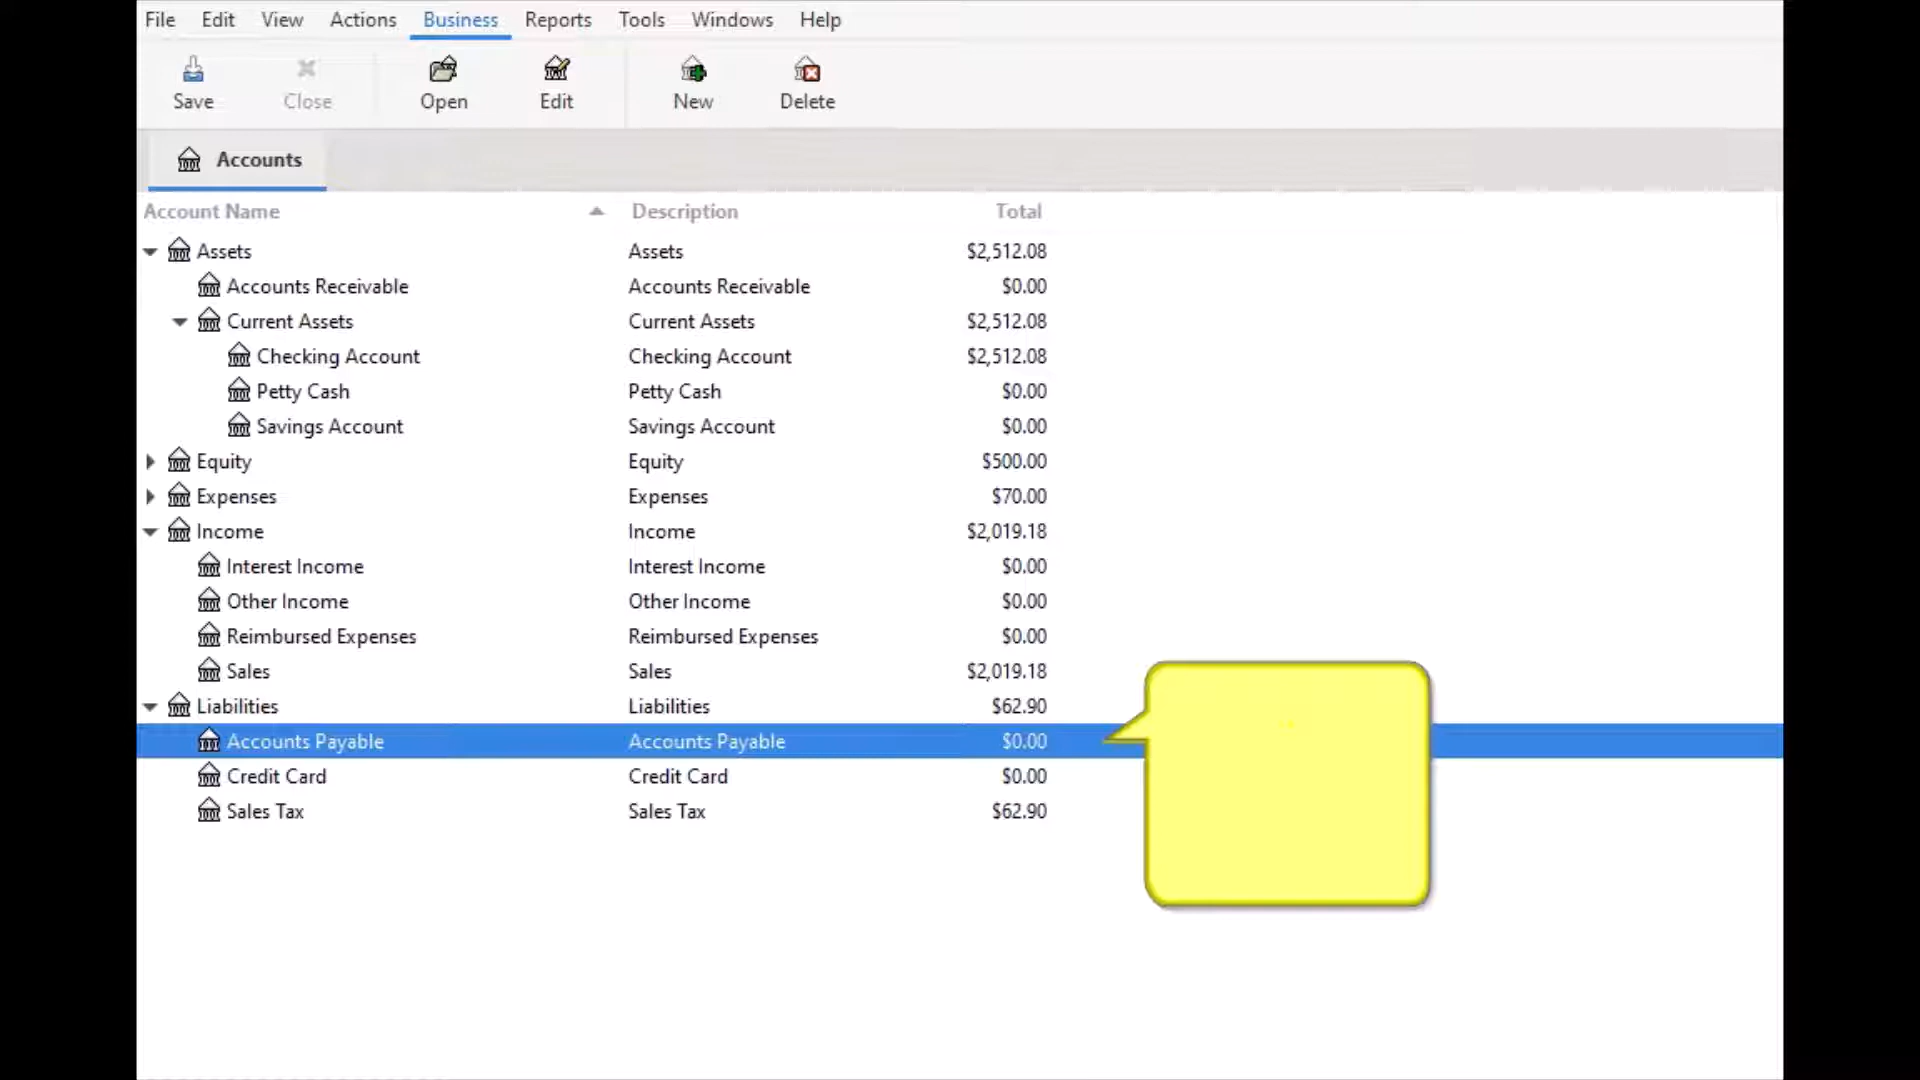 File Edit View Actions Business Reports Tools Windows Help
Save Close Open Edit New Delete
Accounts
Account Name Description Total
Assets Assets $2,512.08
Accounts Receivable Accounts Receivable $0.00
Current Assets Current Assets $2,512.08
Checking Account Checking Account $2,512.08
Petty Cash Petty Cash $0.00
Savings Account Savings Account $0.00
Equity Equity $500.00
Expenses Expenses $70.00
Income Income $2,019.18
Interest Income Interest Income $0.00
Other Income Other Income $0.00
Reimbursed Expenses Reimbursed Expenses $0.00
Sales Sales $2,019.18
Liabilities Liabilities $62.90
Accounts Payable Accounts Payable $0.00
Credit Card Credit Card $0.00
Sales Tax Sales Tax $62.90